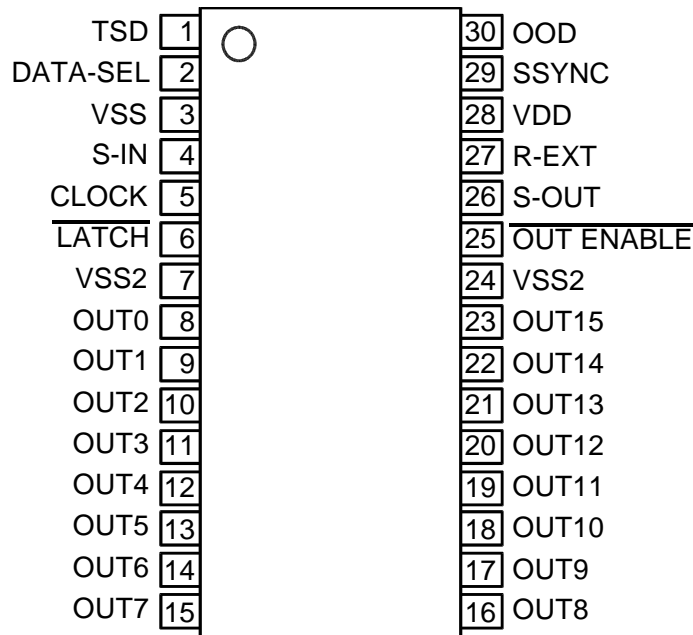 TSD 1 30 OOD
DATA-SEL 2 29 SSYNC
VSS 3 28 VDD
S-IN 4 27 R-EXT
CLOCK 5 26 S-OUT
LATCH 6 25 OUT ENABLE
VSS2 7 24 VSS2
OUT0 8 23 OUT15
OUT1 9 22 OUT14
OUT2 10 21 OUT13
OUT3 11 20 OUT12
OUT4 12 19 OUT11
OUT5 13 18 OUT10
OUT6 14 17 OUT9
OUT7 15 16 OUT8